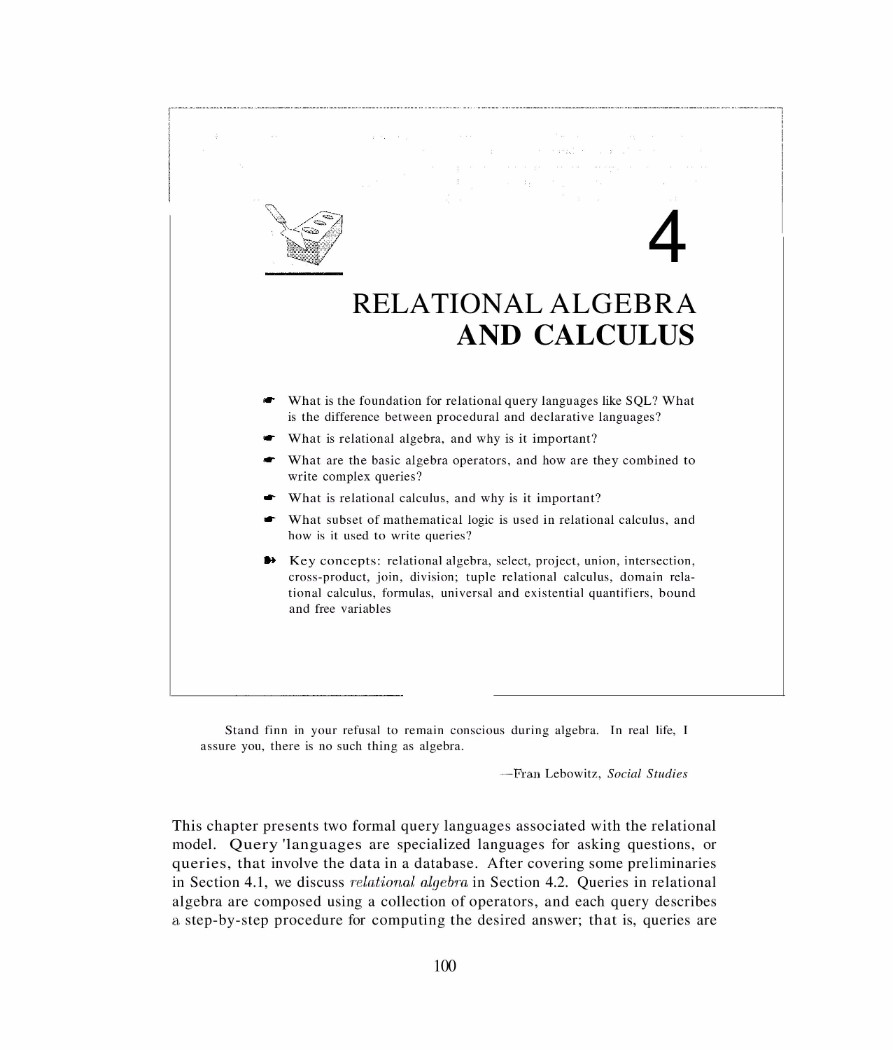 4
RELATIONAL ALGEBRA
AND CALCULUS
☛ What is the foundation for relational query languages like SQL? What
is the difference between procedural and declarative languages?
☛ What is relational algebra, and why is it important?
☛ What are the basic algebra operators, and how are they combined to
write complex queries?
☛ What is relational calculus, and why is it important?
☛ What subset of mathematical logic is used in relational calculus, and
how is it used to write queries?
➽ Key concepts: relational algebra, select, project, union, intersection,
cross-product, join, division; tuple relational calculus, domain rela-
tional calculus, formulas, universal and existential quantifiers, bound
and free variables
Stand finn in your refusal to remain conscious during algebra. In real life, I
assure you, there is no such thing as algebra.
—Fran Lebowitz, Social Studies
This chapter presents two formal query languages associated with the relational
model. Query 'languages are specialized languages for asking questions, or
queries, that involve the data in a database. After covering some preliminaries
in Section 4.1, we discuss relational algebra in Section 4.2. Queries in relational
algebra are composed using a collection of operators, and each query describes
a step-by-step procedure for computing the desired answer; that is, queries are
100